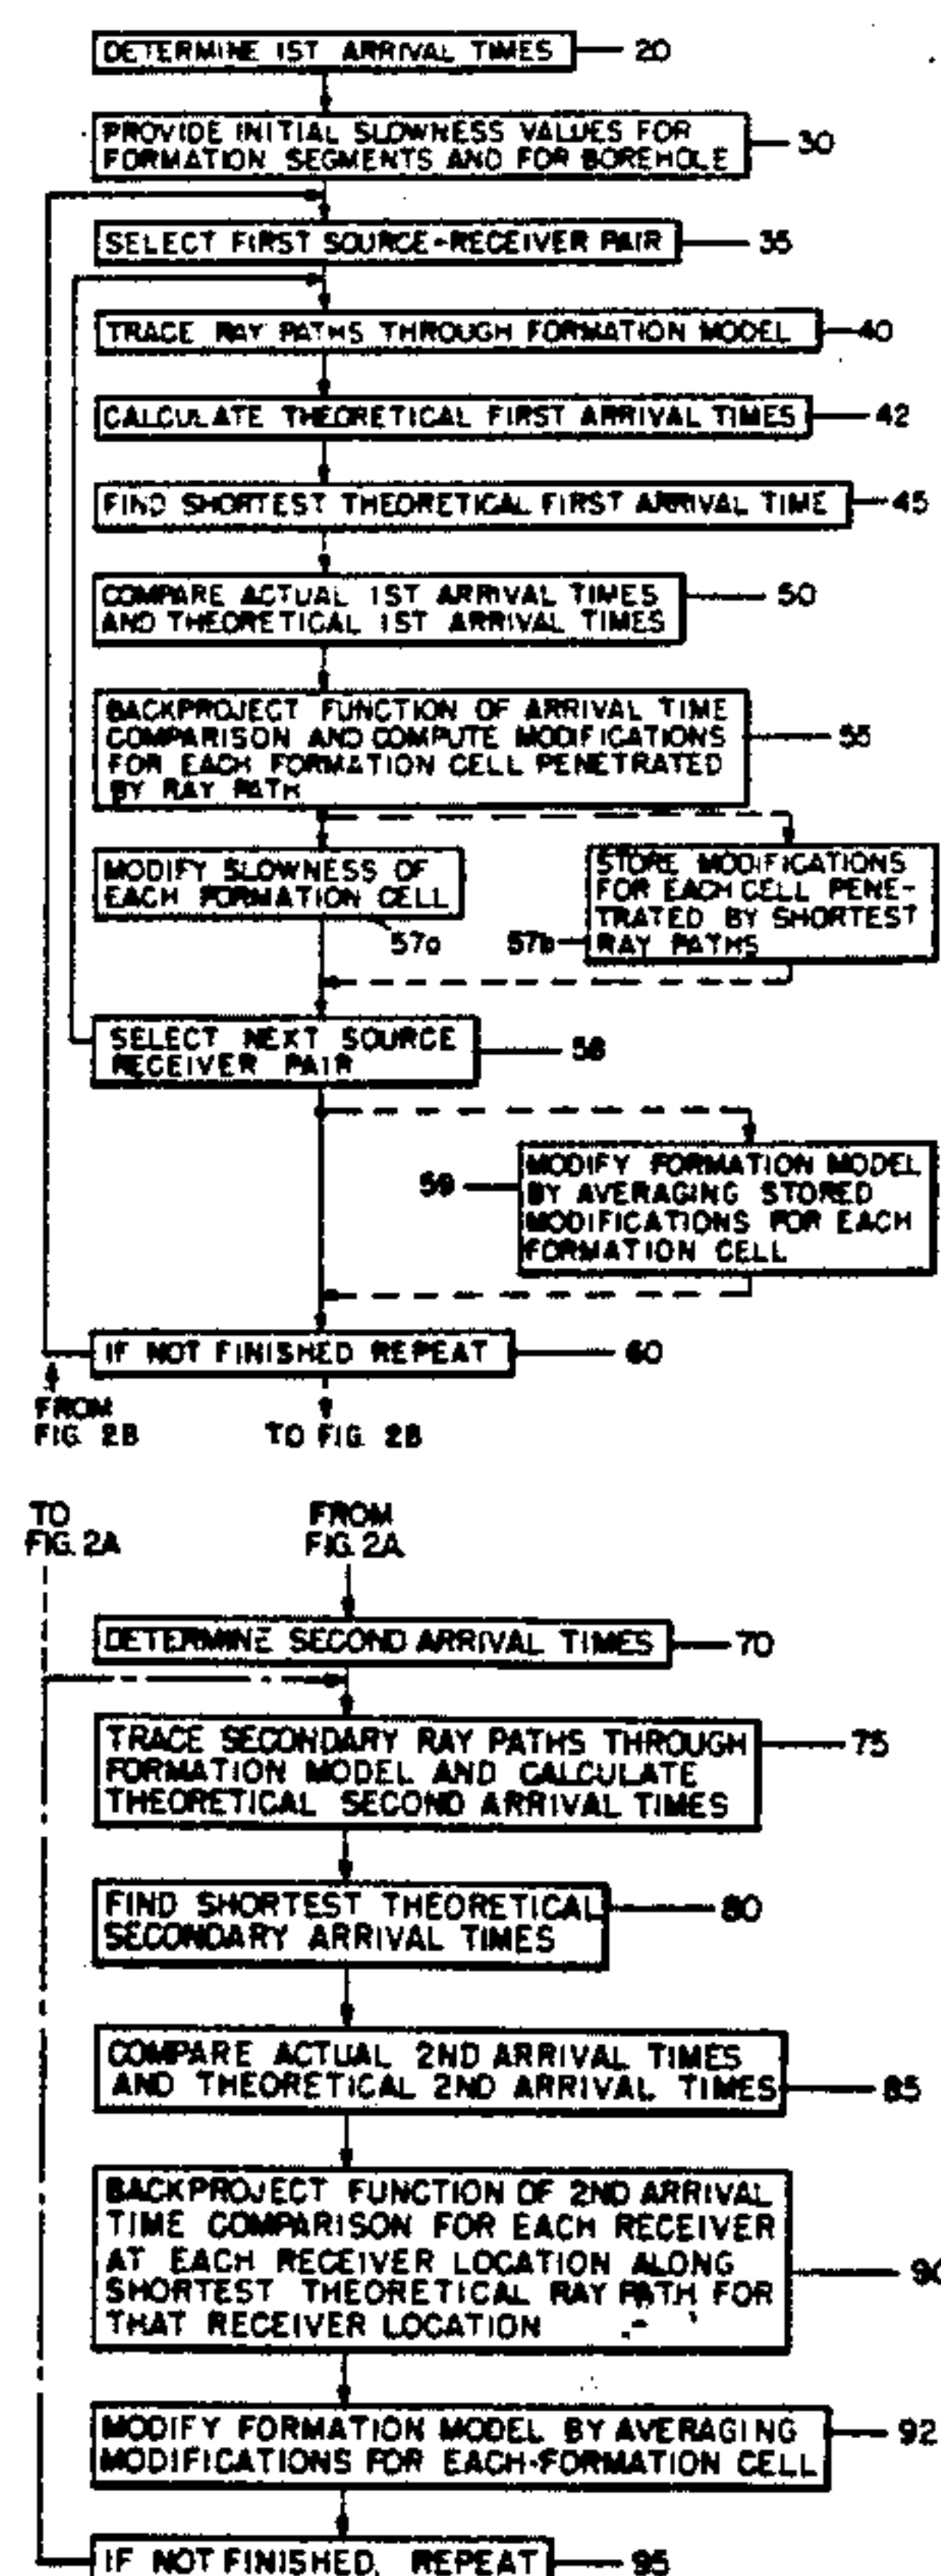 DETERMINE 1ST ARRIVAL TIMES
20
PROVIDE INITIAL SLOWNESS VALUES FOR
FORMATION SEGMENTS AND FOR BOREHOLE
30
SELECT FIRST SOURCE-RECEIVER PAIR
35
TRACE RAY PATHS THROUGH FORMATION MODEL
40
CALCULATE THEORETICAL FIRST ARRIVAL TIMES
42
FIND SHORTEST THEORETICAL FIRST ARRIVAL TIME
45
COMPARE ACTUAL 1ST ARRIVAL TIMES
AND THEORETICAL 1ST ARRIVAL TIMES
50
BACKPROJECT FUNCTION OF ARRIVAL TIME
COMPARISON AND COMPUTE MODIFICATIONS
FOR EACH FORMATION CELL PENETRATED
BY RAY PATH
55
MODIFY SLOWNESS OF
EACH FORMATION CELL
57a
STORE MODIFICATIONS
FOR EACH CELL PENE-
TRATED BY SHORTEST
RAY PATHS
57b
SELECT NEXT SOURCE
RECEIVER PAIR
58
MODIFY FORMATION MODEL
BY AVERAGING STORED
MODIFICATIONS FOR EACH
FORMATION CELL
59
IF NOT FINISHED REPEAT
60
FROM
FIG. 2B
TO FIG. 2B
TO
FIG. 2A
FROM
FIG. 2A
DETERMINE SECOND ARRIVAL TIMES
70
TRACE SECONDARY RAY PATHS THROUGH
FORMATION MODEL AND CALCULATE
THEORETICAL SECOND ARRIVAL TIMES
75
FIND SHORTEST THEORETICAL
SECONDARY ARRIVAL TIMES
80
COMPARE ACTUAL 2ND ARRIVAL TIMES
AND THEORETICAL 2ND ARRIVAL TIMES
85
BACKPROJECT FUNCTION OF 2ND ARRIVAL
TIME COMPARISON FOR EACH RECEIVER
AT EACH RECEIVER LOCATION ALONG
SHORTEST THEORETICAL RAY PATH FOR
THAT RECEIVER LOCATION
90
MODIFY FORMATION MODEL BY AVERAGING
MODIFICATIONS FOR EACH-FORMATION CELL
92
IF NOT FINISHED, REPEAT
95